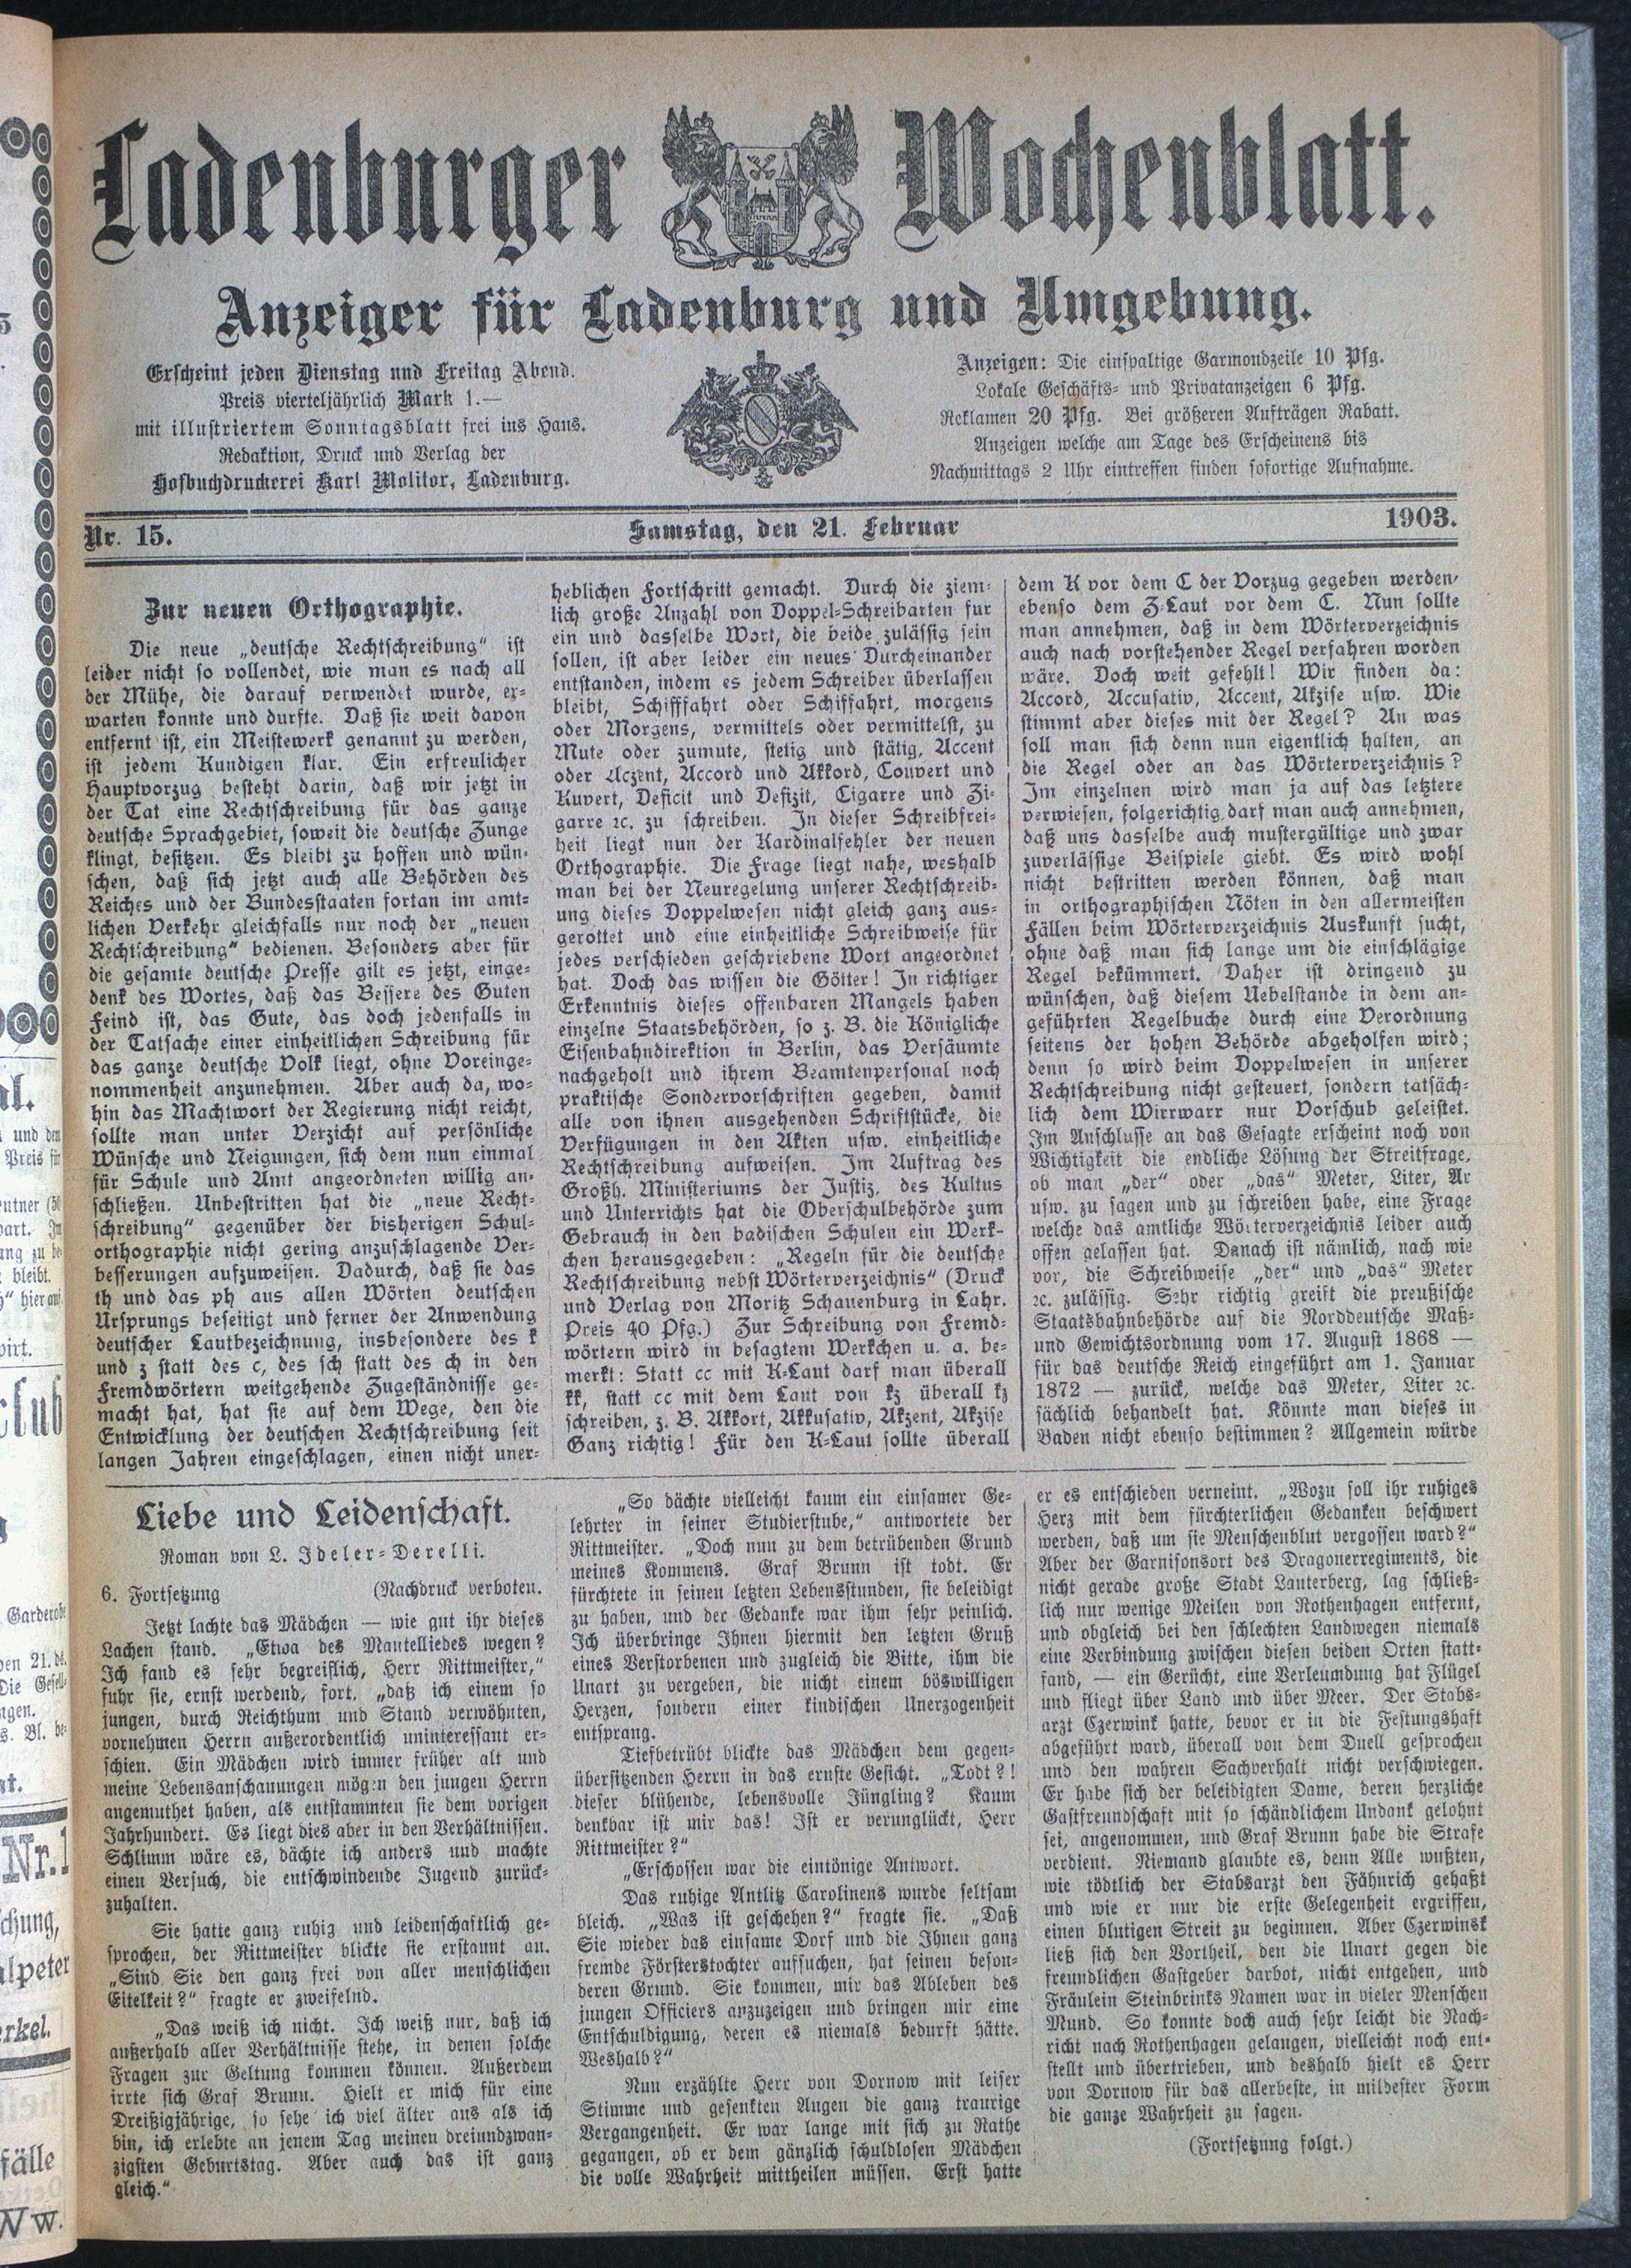 Ladenburger Wochenblatt.
Anzeiger für Ladenburg und Umgebung.
Erscheint jeden Dienstag und Freitag Abend.
Preis vierteljährlich Mark 1.—
mit illustriertem Sonntagsblatt frei ins Haus.
Redaktion, Druck und Verlag der
Hofbuchdruckerei Karl Molitor, Ladenburg.
Anzeigen: Die einspaltige Garmondzeile 10 Pfg.
Lokale Geschäfts- und Privatanzeigen 6 Pfg.
Reklamen 20 Pfg. Bei größeren Aufträgen Rabatt.
Anzeigen welche am Tage des Erscheinens bis
Nachmittags 2 Uhr eintreffen finden sofortige Aufnahme.
Nr. 15.
Samstag, den 21. Februar
1903.
Zur neuen Orthographie.
Die neue „deutsche Rechtschreibung“ ist
leider nicht so vollendet, wie man es nach all
der Mühe, die darauf verwendet wurde, er-
warten konnte und durfte. Daß sie weit davon
entfernt ist, ein Meistewerk genannt zu werden,
ist jedem Kundigen klar. Ein erfreulicher
Hauptvorzug besteht darin, daß wir jetzt in
der Tat eine Rechtschreibung für das ganze
deutsche Sprachgebiet, soweit die deutsche Zunge
klingt, besitzen. Es bleibt zu hoffen und wün-
schen, daß sich jetzt auch alle Behörden des
Reiches und der Bundesstaaten fortan im amt-
lichen Verkehr gleichfalls nur noch der „neuen
Rechtschreibung“ bedienen. Besonders aber für
die gesamte deutsche Presse gilt es jetzt, einge-
denk des Wortes, daß das Bessere des Guten
Feind ist, das Gute, das doch jedenfalls in
der Tatsache einer einheitlichen Schreibung für
das ganze deutsche Volk liegt, ohne Voreinge-
nommenheit anzunehmen. Aber auch da, wo-
hin das Machtwort der Regierung nicht reicht,
sollte man unter Verzicht auf persönliche
Wünsche und Neigungen, sich dem nun einmal
für Schule und Amt angeordneten willig an-
schließen. Unbestritten hat die „neue Recht-
schreibung“ gegenüber der bisherigen Schul-
orthographie nicht gering anzuschlagende Ver-
besserungen aufzuweisen. Dadurch, daß sie das
th und das ph aus allen Wörten deutschen
Ursprungs beseitigt und ferner der Anwendung
deutscher Lautbezeichnung, insbesondere des k
und z statt des c, des sch statt des ch in den
Fremdwörtern weitgehende Zugeständnisse ge-
macht hat, hat sie auf dem Wege, den die
Entwicklung der deutschen Rechtschreibung seit
langen Jahren eingeschlagen, einen nicht uner-
heblichen Fortschritt gemacht. Durch die ziem-
lich große Anzahl von Doppel-Schreibarten für
ein und dasselbe Wort, die beide zulässig sein
sollen, ist aber leider ein neues Durcheinander
entstanden, indem es jedem Schreiber überlassen
bleibt, Schifffahrt oder Schiffahrt, morgens
oder Morgens, vermittels oder vermittelst, zu
Mute oder zumute, stetig und stätig, Accent
oder Aczent, Accord und Akkord, Couvert und
Kuvert, Deficit und Defizit, Cigarre und Zi-
garre ꝛc. zu schreiben. In dieser Schreibfrei-
heit liegt nun der Kardinalfehler der neuen
Orthographie. Die Frage liegt nahe, weshalb
man bei der Neuregelung unserer Rechtschreib-
ung dieses Doppelwesen nicht gleich ganz aus-
gerottet und eine einheitliche Schreibweise für
jedes verschieden geschriebene Wort angeordnet
hat. Doch das wissen die Götter! In richtiger
Erkenntnis dieses offenbaren Mangels haben
einzelne Staatsbehörden, so z. B. die Königliche
Eisenbahndirektion in Berlin, das Versäumte
nachgeholt und ihrem Beamtenpersonal noch
praktische Sondervorschriften gegeben, damit
alle von ihnen ausgehenden Schriftstücke, die
Verfügungen in den Akten usw. einheitliche
Rechtschreibung aufweisen. Im Auftrag des
Großh. Ministeriums der Justiz, des Kultus
und Unterrichts hat die Oberschulbehörde zum
Gebrauch in den badischen Schulen ein Werk-
chen herausgegeben: „Regeln für die deutsche
Rechtschreibung nebst Wörterverzeichnis“ (Druck
und Verlag von Moritz Schauenburg in Lahr.
Preis 40 Pfg.) Zur Schreibung von Fremd-
wörtern wird in besagtem Werkchen u. a. be-
merkt: Statt cc mit K-Laut darf man überall
kk, statt cc mit dem Laut von kz überall kz
schreiben, z. B. Akkort, Akkusativ, Akzent, Akzise
Ganz richtig! Für den K-Laut sollte überall
dem K vor dem C der Vorzug gegeben werden,
ebenso dem Z-Laut vor dem C. Nun sollte
man annehmen, daß in dem Wörterverzeichnis
auch nach vorstehender Regel verfahren worden
wäre. Doch weit gefehlt! Wir finden da:
Accord, Accusativ, Accent, Akzise usw. Wie
stimmt aber dieses mit der Regel? An was
soll man sich denn nun eigentlich halten, an
die Regel oder an das Wörterverzeichnis?
Im einzelnen wird man ja auf das letztere
verwiesen, folgerichtig darf man auch annehmen,
daß uns dasselbe auch mustergültige und zwar
zuverlässige Beispiele giebt. Es wird wohl
nicht bestritten werden können, daß man
in orthographischen Nöten in den allermeisten
Fällen beim Wörterverzeichnis Auskunft sucht,
ohne daß man sich lange um die einschlägige
Regel bekümmert. Daher ist dringend zu
wünschen, daß diesem Uebelstande in dem an-
geführten Regelbuche durch eine Verordnung
seitens der hohen Behörde abgeholfen wird;
denn so wird beim Doppelwesen in unserer
Rechtschreibung nicht gesteuert, sondern tatsäch-
lich dem Wirrwarr nur Vorschub geleistet.
Im Anschlusse an das Gesagte erscheint noch von
Wichtigkeit die endliche Lösung der Streitfrage,
ob man „der“ oder „das“ Meter, Liter, Ar
usw. zu sagen und zu schreiben habe, eine Frage
welche das amtliche Wörterverzeichnis leider auch
offen gelassen hat. Danach ist nämlich, nach wie
vor, die Schreibweise „der“ und „das“ Meter
ꝛc. zulässig. Sehr richtig greift die preußische
Staatsbahnbehörde auf die Norddeutsche Maß-
und Gewichtsordnung vom 17. August 1868 —
für das deutsche Reich eingeführt am 1. Januar
1872 — zurück, welche das Meter, Liter ꝛc.
sächlich behandelt hat. Könnte man dieses in
Baden nicht ebenso bestimmen? Allgemein würde
Liebe und Leidenschaft.
Roman von L. Ideler-Derelli.
6. Fortsetzung (Nachdruck verboten.
Jetzt lachte das Mädchen — wie gut ihr dieses
Lachen stand. „Etwa des Mantelliedes wegen?
Ich fand es sehr begreiflich, Herr Rittmeister,“
fuhr sie, ernst werdend, fort, „daß ich einem so
jungen, durch Reichthum und Stand verwöhnten,
vornehmen Herrn außerordentlich uninteressant er-
schien. Ein Mädchen wird immer früher alt und
meine Lebensanschauungen mögen den jungen Herrn
angemuthet haben, als entstammten sie dem vorigen
Jahrhundert. Es liegt dies aber in den Verhältnissen.
Schlimm wäre es, dächte ich anders und machte
einen Versuch, die entschwindende Jugend zurück-
zuhalten.
Sie hatte ganz ruhig und leidenschaftlich ge-
sprochen, der Rittmeister blickte sie erstaunt an.
„Sind Sie den ganz frei von aller menschlichen
Eitelkeit?“ fragte er zweifelnd.
„Das weiß ich nicht. Ich weiß nur, daß ich
außerhalb aller Verhältnisse stehe, in denen solche
Fragen zur Geltung kommen können. Außerdem
irrte sich Graf Brunn. Hielt er mich für eine
Dreißigjährige, so sehe ich viel älter aus als ich
bin, ich erlebte an jenem Tag meinen dreiundzwan-
zigsten Geburtstag. Aber auch das ist ganz
gleich.“
„So dächte vielleicht kaum ein einsamer Ge-
lehrter in seiner Studierstube,“ antwortete der
Rittmeister. „Doch nun zu dem betrübenden Grund
meines Kommens. Graf Brunn ist todt. Er
fürchtete in seinen letzten Lebensstunden, sie beleidigt
zu haben, und der Gedanke war ihm sehr peinlich.
Ich überbringe Ihnen hiermit den letzten Gruß
eines Verstorbenen und zugleich die Bitte, ihm die
Unart zu vergeben, die nicht einem böswilligen
Herzen, sondern einer kindischen Unerzogenheit
entsprang.
Tiefbetrübt blickte das Mädchen dem gegen-
übersitzenden Herrn in das ernste Gesicht. „Todt?!
dieser blühende, lebensvolle Jüngling? Kaum
denkbar ist mir das! Ist er verunglückt, Herr
Rittmeister?“
„Erschossen war die eintönige Antwort.
Das ruhige Antlitz Carolinens wurde seltsam
bleich. „Was ist geschehen?“ fragte sie. „Daß
Sie wieder das einsame Dorf und die Ihnen ganz
fremde Försterstochter aufsuchen, hat seinen beson-
deren Grund. Sie kommen, mir das Ableben des
jungen Officiers anzuzeigen und bringen mir eine
Entschuldigung, deren es niemals bedurft hätte.
Weshalb?“
Nun erzählte Herr von Dornow mit leiser
Stimme und gesenkten Augen die ganz traurige
Vergangenheit. Er war lange mit sich zu Rathe
gegangen, ob er dem gänzlich schuldlosen Mädchen
die volle Wahrheit mittheilen müssen. Erst hatte
er es entschieden verneint. „Wozu soll ihr ruhiges
Herz mit dem fürchterlichen Gedanken beschwert
werden, daß um sie Menschenblut vergossen ward?“
Aber der Garnisonsort des Dragonerregiments, die
nicht gerade große Stadt Lauterberg, lag schließ-
lich nur wenige Meilen von Rothenhagen entfernt,
und obgleich bei den schlechten Landwegen niemals
eine Verbindung zwischen diesen beiden Orten statt-
fand, — ein Gerücht, eine Verleumdung hat Flügel
und fliegt über Land und über Meer. Der Stabs-
arzt Czerwink hatte, bevor er in die Festungshaft
abgeführt ward, überall von dem Duell gesprochen
und den wahren Sachverhalt nicht verschwiegen.
Er habe sich der beleidigten Dame, deren herzliche
Gastfreundschaft mit so schändlichem Undank gelohnt
sei, angenommen, und Graf Brunn habe die Strafe
verdient. Niemand glaubte es, denn Alle wußten,
wie tödtlich der Stabsarzt den Fähnrich gehaßt
und wie er nur die erste Gelegenheit ergriffen,
einen blutigen Streit zu beginnen. Aber Czerwinsk
ließ sich den Vortheil, den die Unart gegen die
freundlichen Gastgeber darbot, nicht entgehen, und
Fräulein Steinbrinks Namen war in vieler Menschen
Mund. So konnte doch auch sehr leicht die Nach-
richt nach Rothenhagen gelangen, vielleicht noch ent-
stellt und übertrieben, und deshalb hielt es Herr
von Dornow für das allerbeste, in mildester Form
die ganze Wahrheit zu sagen.
(Fortsetzung folgt.)